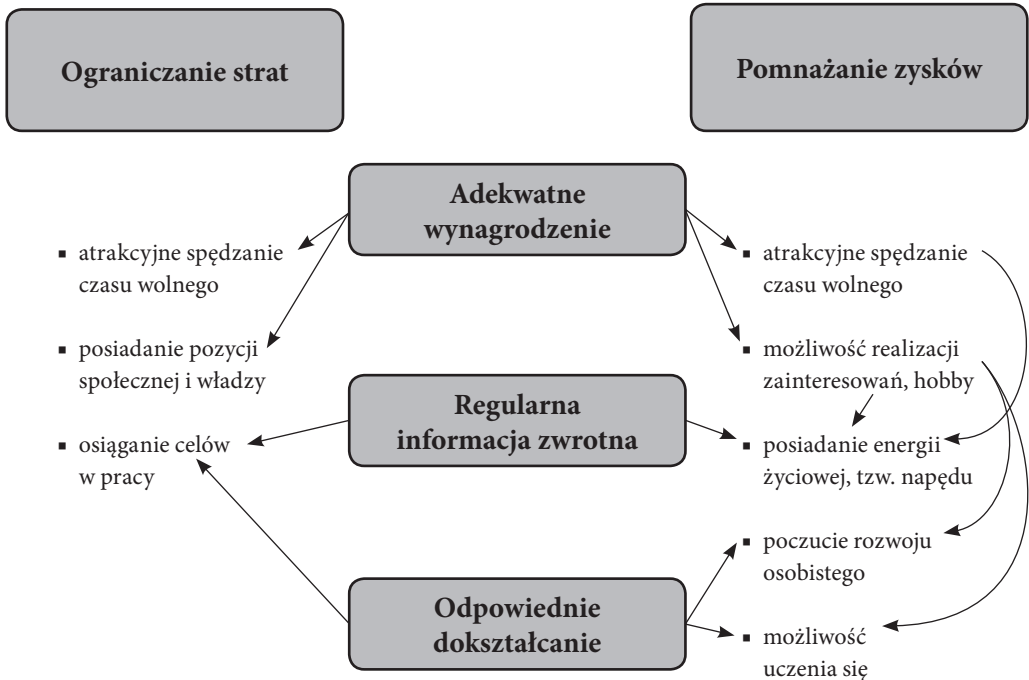 Ograniczanie strat
Pomnażanie zysków
Adekwatne
wynagrodzenie
▪ atrakcyjne spędzanie
czasu wolnego
▪ posiadanie pozycji
społecznej i władzy
▪ osiąganie celów
w pracy
Regularna
informacja zwrotna
Odpowiednie
dokształcanie
▪ atrakcyjne spędzanie
czasu wolnego
▪ możliwość realizacji
zainteresowań, hobby
▪ posiadanie energii
życiowej, tzw. napędu
▪ poczucie rozwoju
osobistego
▪ możliwość
uczenia się